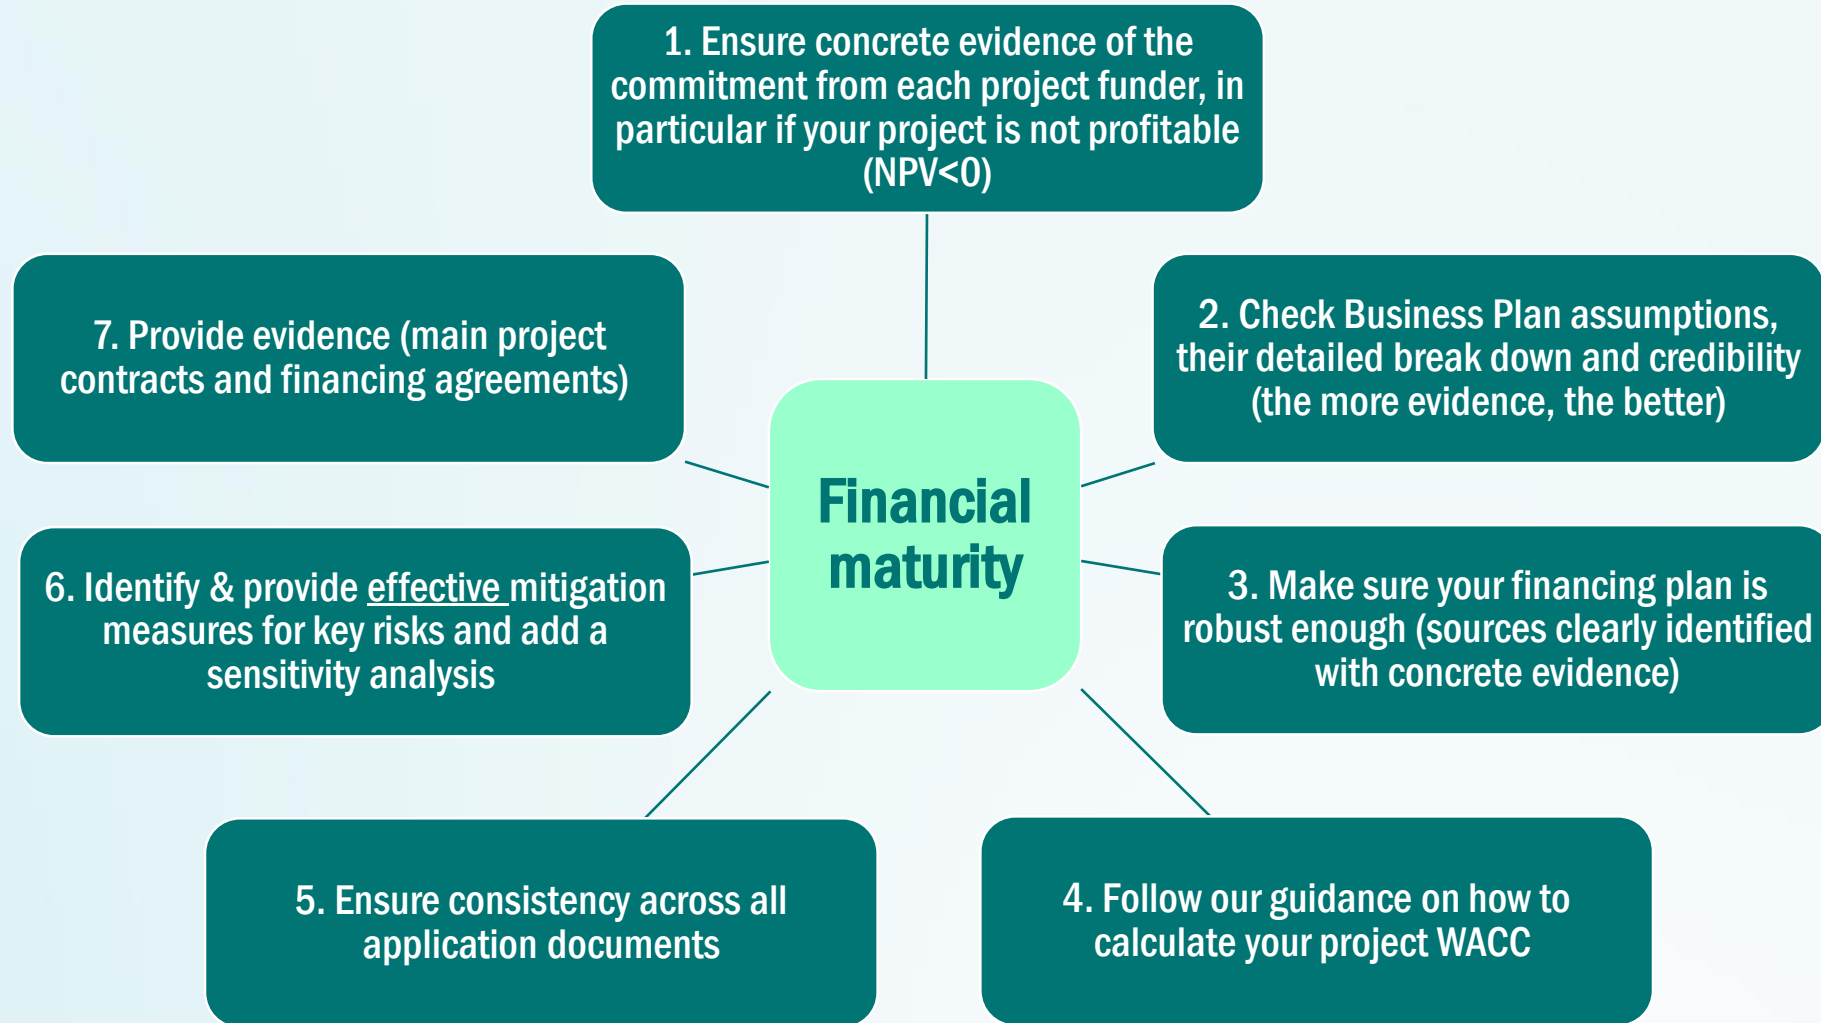 1. Ensure concrete evidence of the
commitment from each project funder, in
particular if your project is not profitable
(NPV<0)
2. Check Business Plan assumptions,
their detailed break down and credibility
(the more evidence, the better)
3. Make sure your financing plan is
robust enough (sources clearly identified
with concrete evidence)
4. Follow our guidance on how to
calculate your project WACC
5. Ensure consistency across all
application documents
6. Identify & provide effective mitigation
measures for key risks and add a
sensitivity analysis
7. Provide evidence (main project
contracts and financing agreements)
Financial
maturity